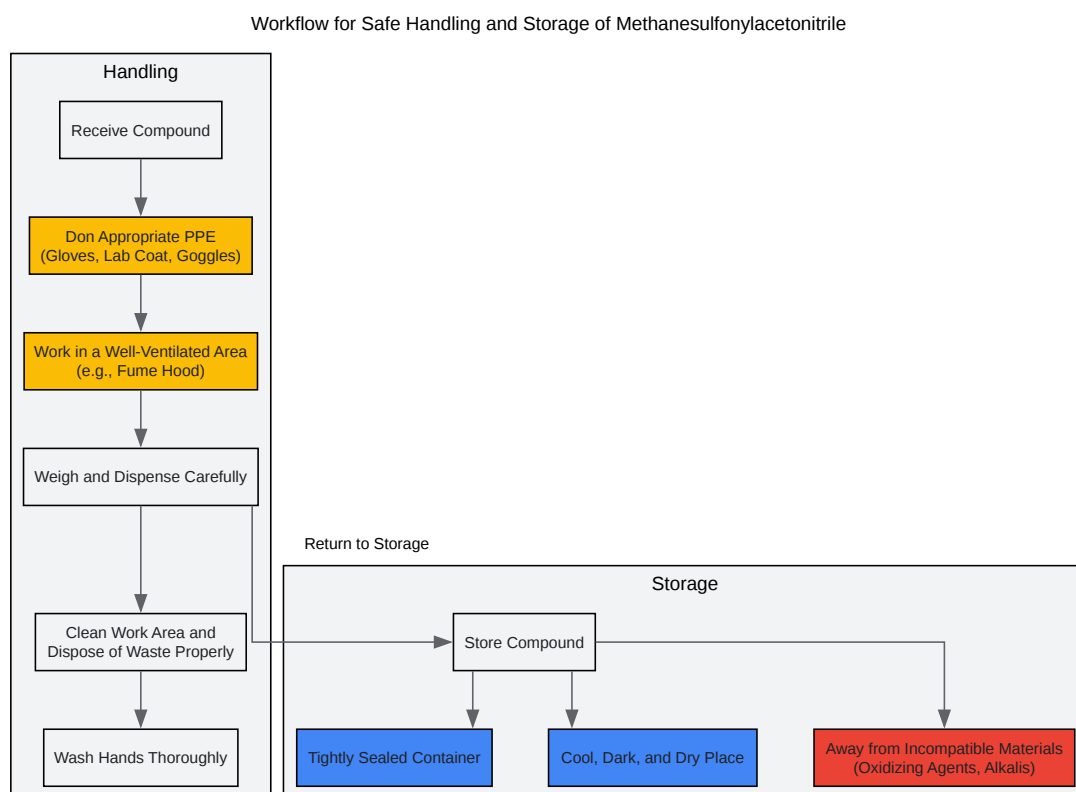 Workflow for Safe Handling and Storage of Methanesulfonylacetonitrile
Handling
Receive Compound
Don Appropriate PPE
(Gloves, Lab Coat, Goggles)
Work in a Well-Ventilated Area
(e.g., Fume Hood)
Weigh and Dispense Carefully
Return to Storage
Storage
Clean Work Area and
Dispose of Waste Properly
Store Compound
Wash Hands Thoroughly
Tightly Sealed Container
Cool, Dark, and Dry Place
Away from Incompatible Materials
(Oxidizing Agents, Alkalis)